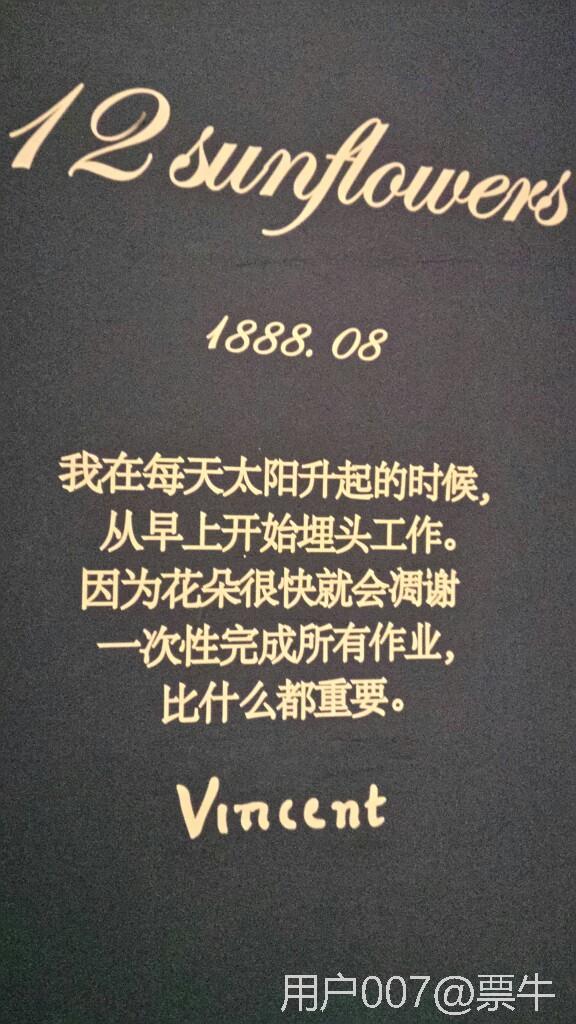 12 sunflowers
1888. 08
我在每天太阳升起的时候,
从早上开始埋头工作。
因为花朵很快就会凋谢
一次性完成所有作业,
比什么都重要。
Vincent
用户007@票牛